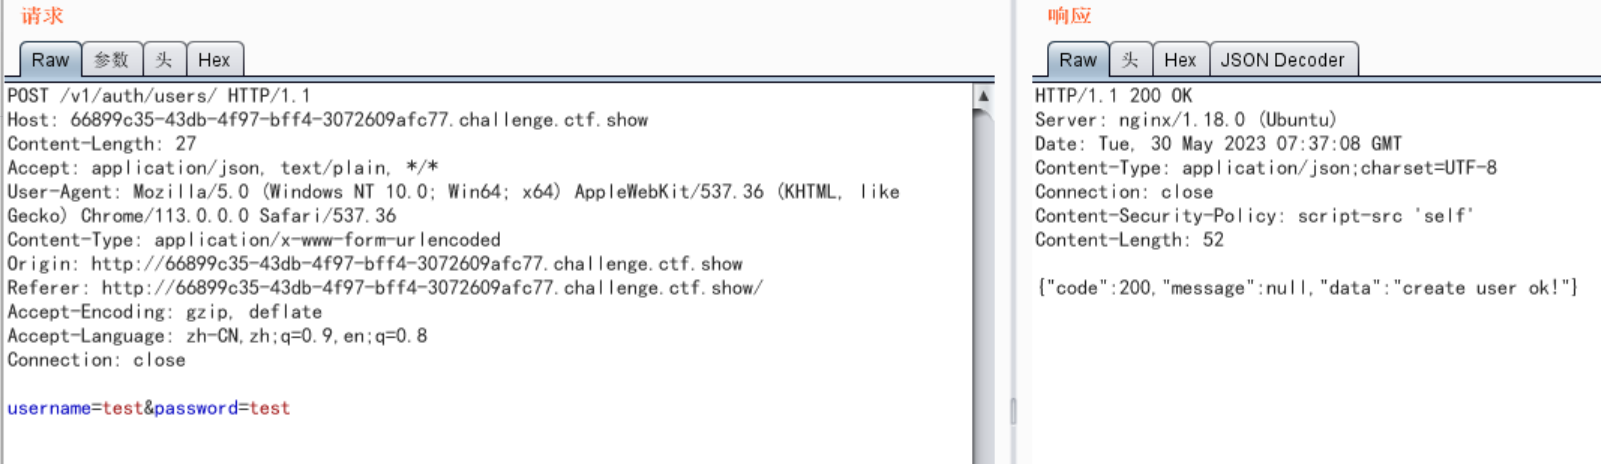 请求
Raw 参数 头 Hex
POST /v1/auth/users/ HTTP/1.1
Host: 66899c35-43db-4f97-bff4-3072609afc77.challenge.ctf.show
Content-Length: 27
Accept: application/json, text/plain, */*
User-Agent: Mozilla/5.0 (Windows NT 10.0; Win64; x64) AppleWebKit/537.36 (KHTML, like
Gecko) Chrome/113.0.0.0 Safari/537.36
Content-Type: application/x-www-form-urlencoded
Origin: http://66899c35-43db-4f97-bff4-3072609afc77.challenge.ctf.show
Referer: http://66899c35-43db-4f97-bff4-3072609afc77.challenge.ctf.show/
Accept-Encoding: gzip, deflate
Accept-Language: zh-CN,zh;q=0.9,en;q=0.8
Connection: close
username=test&password=test
响应
Raw 头 Hex JSON Decoder
HTTP/1.1 200 OK
Server: nginx/1.18.0 (Ubuntu)
Date: Tue, 30 May 2023 07:37:08 GMT
Content-Type: application/json;charset=UTF-8
Connection: close
Content-Security-Policy: script-src 'self'
Content-Length: 52
{"code":200,"message":null,"data":"create user ok!"}